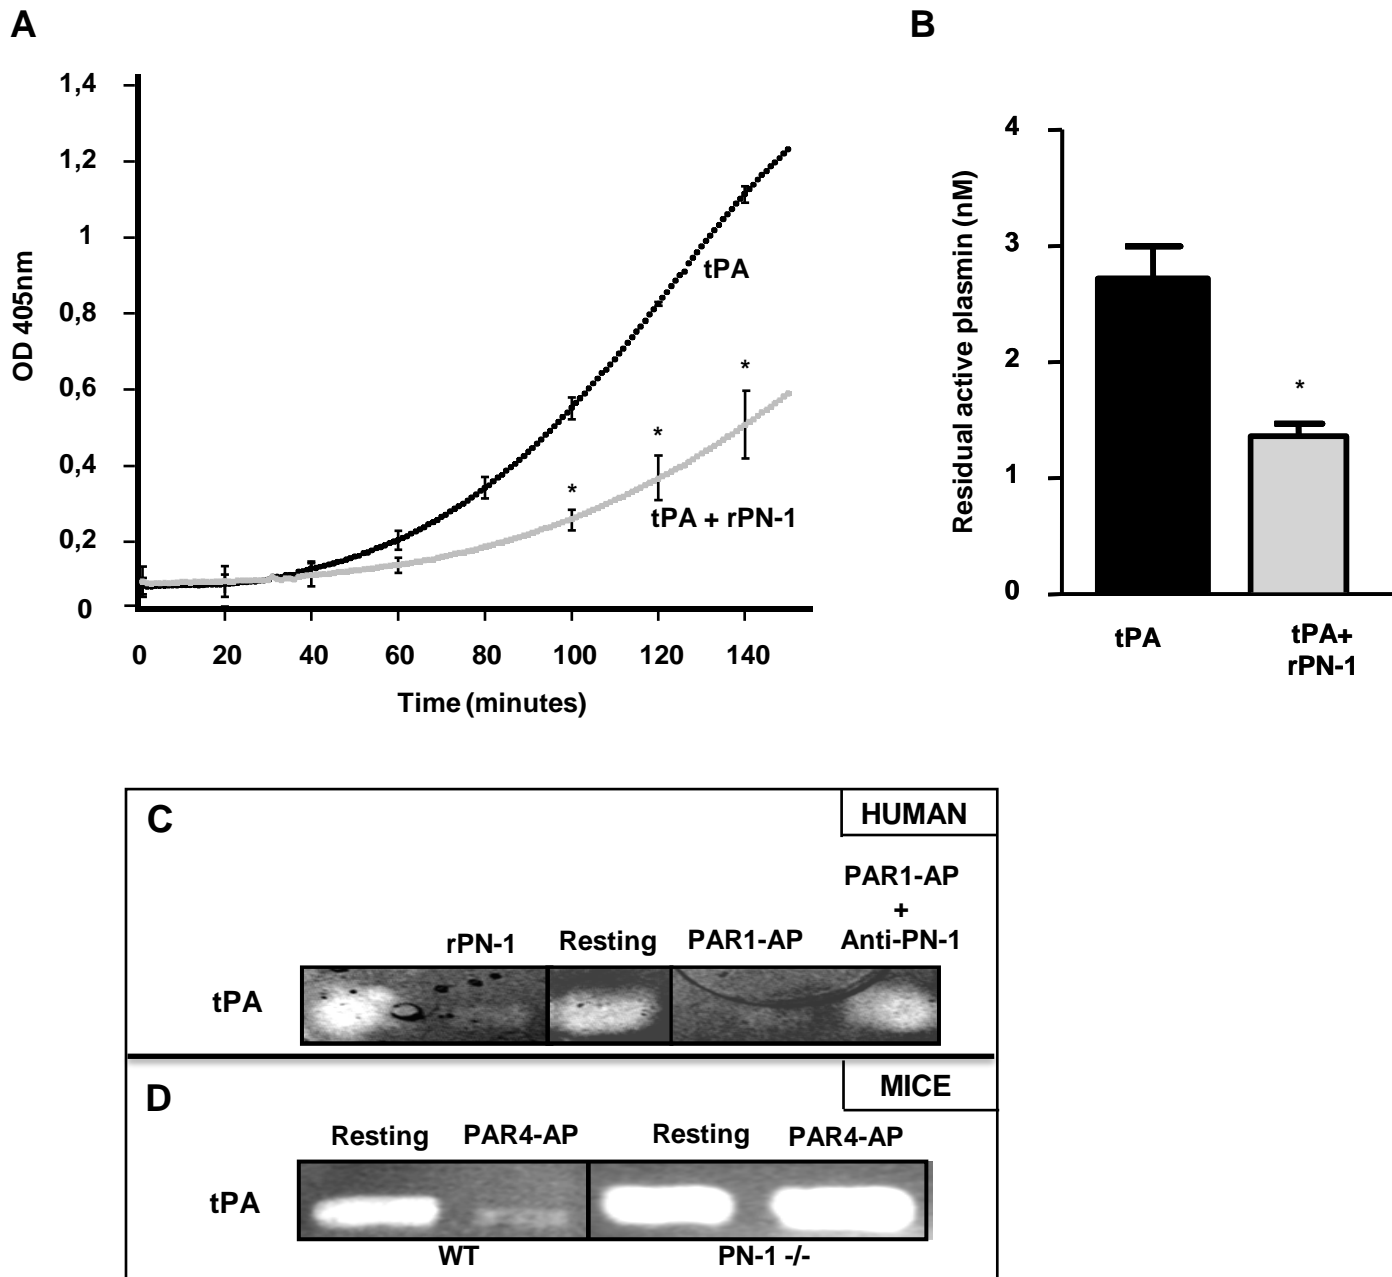 A
1,4
1,2
1
0,8
0,6
0,4
0,2
0
OD 405nm
tPA
*
*
*
tPA + rPN-1
0 20 40 60 80 100 120 140
Time (minutes)
B
4
3
2
1
0
Residual active plasmin (nM)
*
tPA
tPA+
rPN-1
C
HUMAN
rPN-1
Resting
PAR1-AP
PAR1-AP
+
Anti-PN-1
tPA
D
MICE
Resting PAR4-AP Resting PAR4-AP
tPA
WT PN-1 -/-